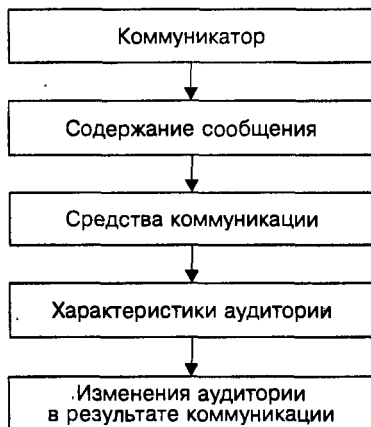 Коммуникатор
Содержание сообщения
Средства коммуникации
Характеристики аудитории
Изменения аудитории
в результате коммуникации